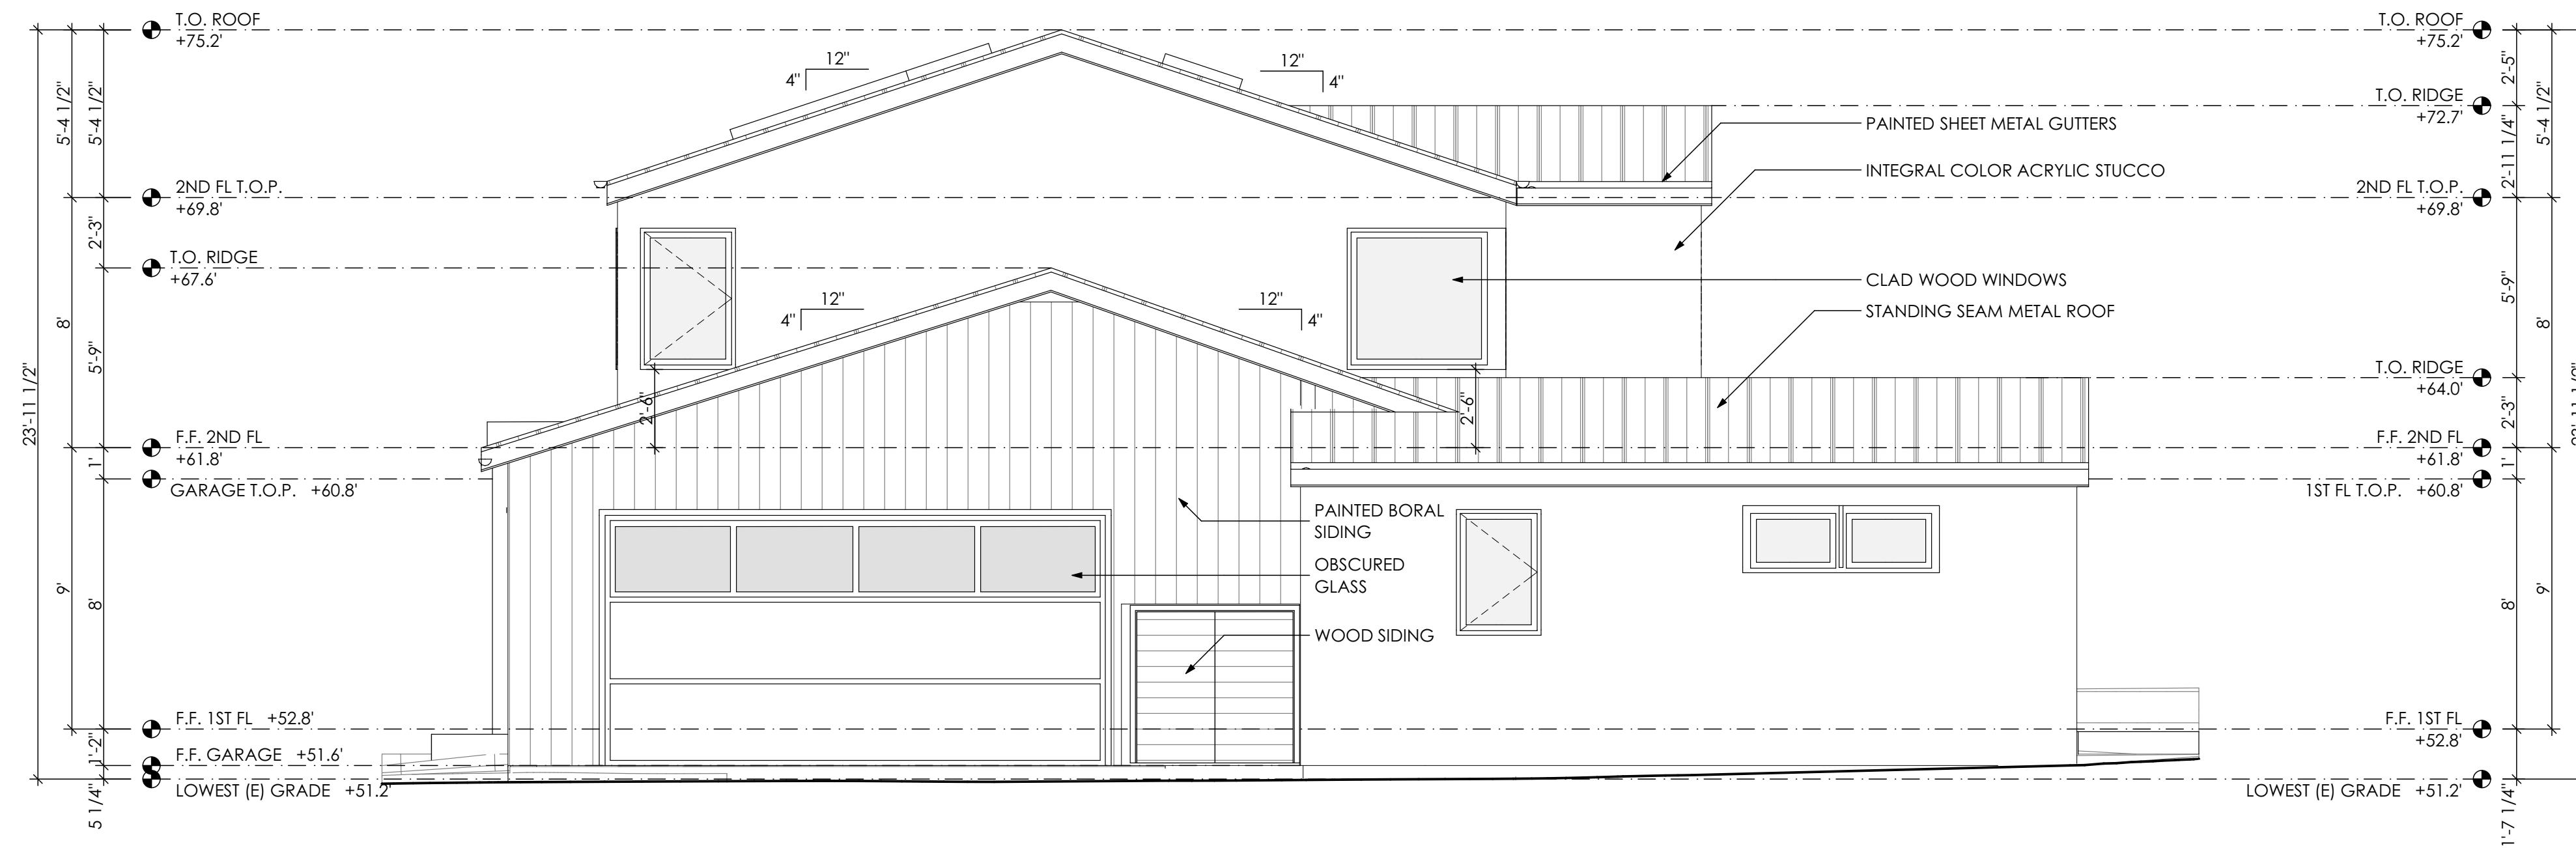 T.O. ROOF
+75.2'
2ND FL T.O.P.
+69.8'
T.O. RIDGE
+67.6'
F.F. 2ND FL
+61.8'
GARAGE T.O.P. +60.8'
F.F. 1ST FL +52.8'
F.F. GARAGE +51.6'
LOWEST (E) GRADE +51.2'
23'-11 1/2"
5'-4 1/2"
8'
9'
5'-4 1/2"
2'-3"
5'-9"
1'
8'
1'-2"
5 1/4"
12"
4"
12"
4"
12"
4"
12"
4"
2'-6"
2'-6"
PAINTED SHEET METAL GUTTERS
INTEGRAL COLOR ACRYLIC STUCCO
CLAD WOOD WINDOWS
STANDING SEAM METAL ROOF
PAINTED BORAL
SIDING
OBSCURED
GLASS
WOOD SIDING
T.O. ROOF
+75.2'
T.O. RIDGE
+72.7'
2ND FL T.O.P.
+69.8'
T.O. RIDGE
+64.0'
F.F. 2ND FL
+61.8'
1ST FL T.O.P. +60.8'
F.F. 1ST FL
+52.8'
LOWEST (E) GRADE +51.2'
2'-5"
2'-11 1/4"
5'-9"
2'-3"
1'
8'
1'-7 1/4"
5'-4 1/2"
8'
9'